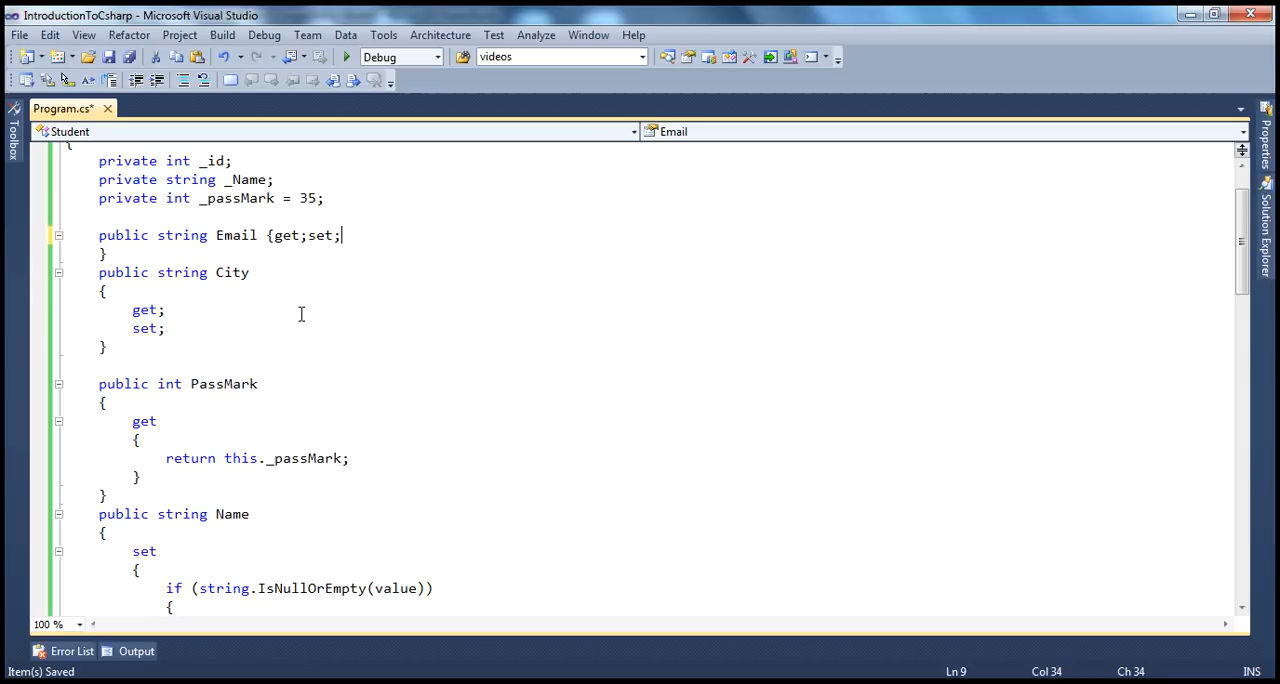 IntroductionToCsharp - Microsoft Visual Studio
File Edit View Refactor Project Build Debug Team Data Tools Architecture Test Analyze Window Help
Debug videos
Program.cs*
Student Email
{
private int _id;
private string _Name;
private int _passMark = 35;
public string Email {get;set;
}
public string City
{
get;
set;
}
public int PassMark
{
get
{
return this._passMark;
}
}
public string Name
{
set
{
if (string.IsNullOrEmpty(value))
{
100 %
Error List Output
Item(s) Saved Ln 9 Col 34 Ch 34 INS
Toolbox
Properties
Solution Explorer